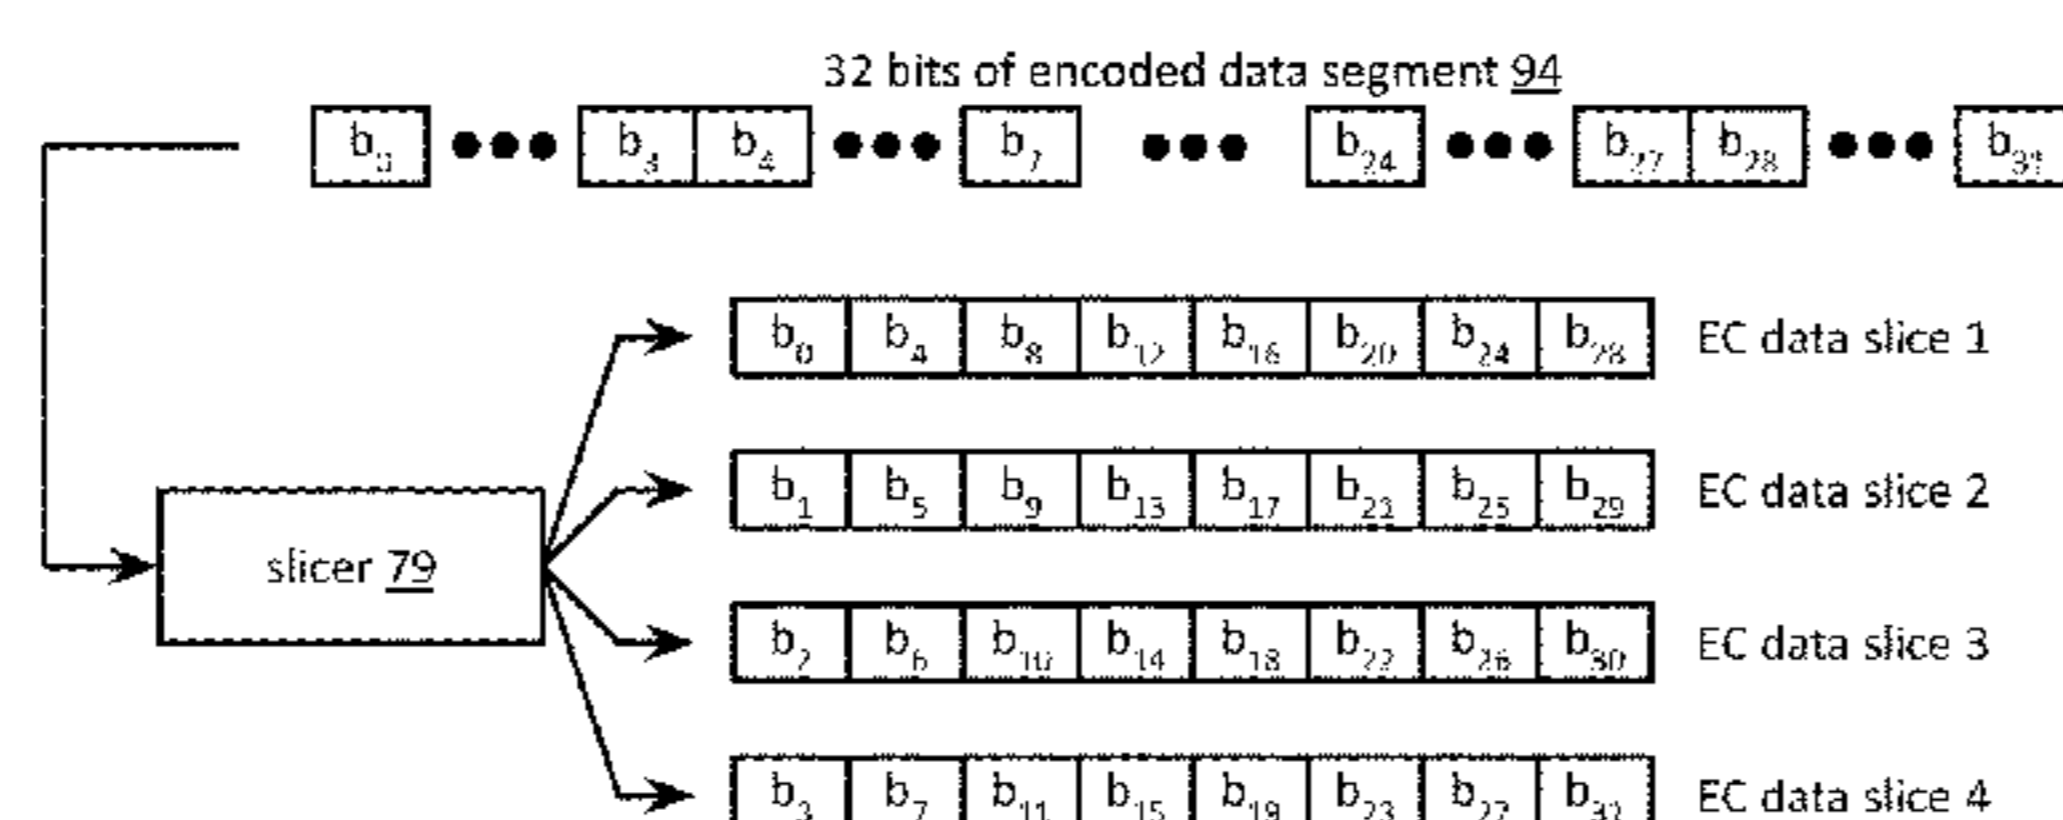 32 bits of encoded data segment 94
b0 ●●● b3 b4 ●●● b7 ●●● b24 ●●● b27 b28 ●●● b31
b0 b4 b8 b12 b16 b20 b24 b28 EC data slice 1
b1 b5 b9 b13 b17 b21 b25 b29 EC data slice 2
slicer 79
b2 b6 b10 b14 b18 b22 b26 b30 EC data slice 3
b3 b7 b11 b15 b19 b23 b27 EC data slice 4